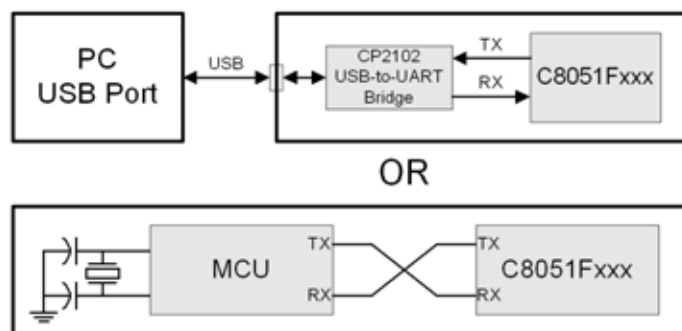 PC
USB Port
USB
CP2102
USB-to-UART
Bridge
TX
RX
C8051Fxxx
OR
MCU
TX
RX
TX
RX
C8051Fxxx